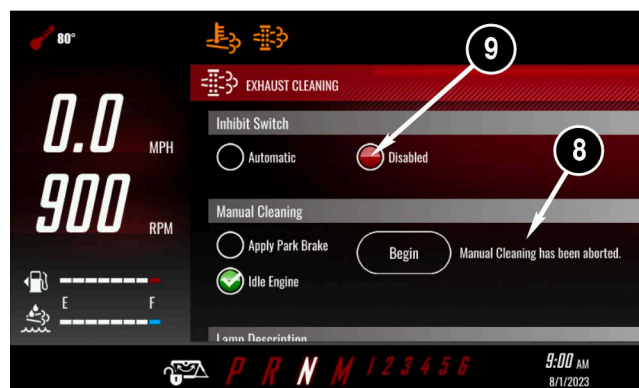 80°
EXHAUST CLEANING
9
Inhibit Switch
Automatic
Disabled
8
0.0 MPH
900 RPM
Manual Cleaning
Apply Park Brake
Idle Engine
Begin
Manual Cleaning has been aborted.
E F
Lamp Description
P R N M 1 2 3 4 5 6
9:00 AM
8/1/2023